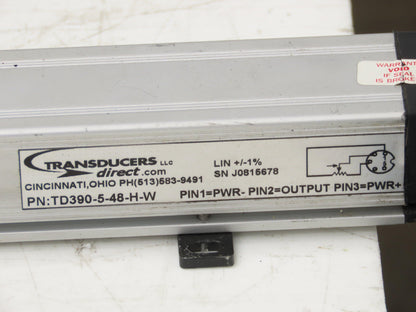 WARRANTY
VOID
IF SEAL
IS BROKEN
TRANSDUCERS LLC
direct.com
CINCINNATI,OHIO PH(513)583-9491
LIN +/-1%
SN J0815678
PN:TD390-5-48-H-W PIN1=PWR- PIN2=OUTPUT PIN3=PWR+